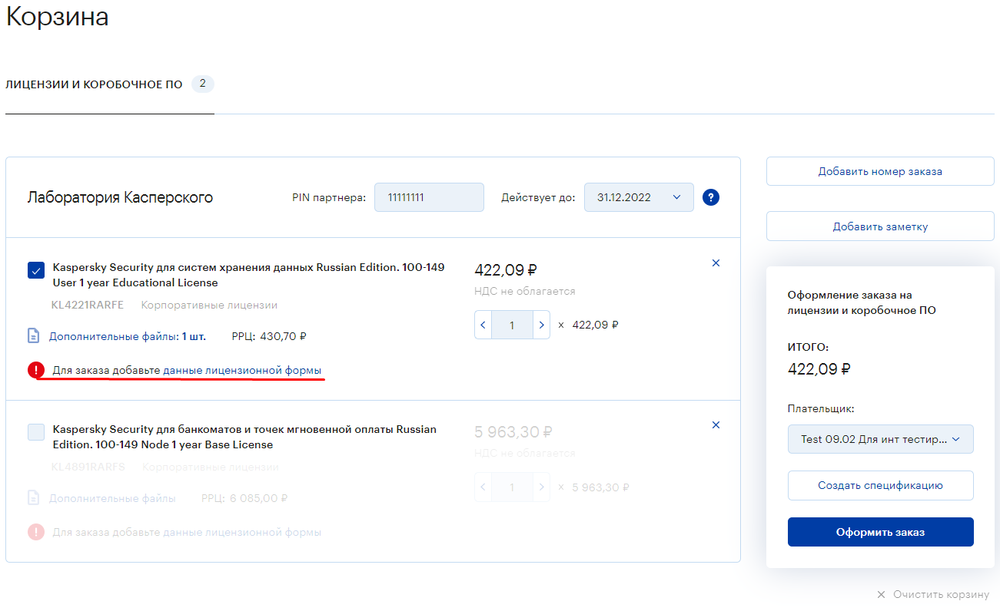 Корзина
ЛИЦЕНЗИИ И КОРОБОЧНОЕ ПО 2
Лаборатория Касперского
PIN партнера: 11111111
Действует до: 31.12.2022 ?
Kaspersky Security для систем хранения данных Russian Edition. 100-149
User 1 year Educational License
KL4221RARFE Корпоративные лицензии
Дополнительные файлы: 1 шт. РРЦ: 430,70 ₽
! Для заказа добавьте данные лицензионной формы
422,09 ₽
НДС не облагается
1 × 422,09 ₽
Kaspersky Security для банкоматов и точек мгновенной оплаты Russian
Edition. 100-149 Node 1 year Base License
KL4891RARFS Корпоративные лицензии
Дополнительные файлы РРЦ: 6 085,00 ₽
! Для заказа добавьте данные лицензионной формы
5 963,30 ₽
НДС не облагается
1 × 5 963,30 ₽
Добавить номер заказа
Добавить заметку
Оформление заказа на
лицензии и коробочное ПО
ИТОГО:
422,09 ₽
Плательщик:
Test 09.02 Для инт тестир...
Создать спецификацию
Оформить заказ
Очистить корзину